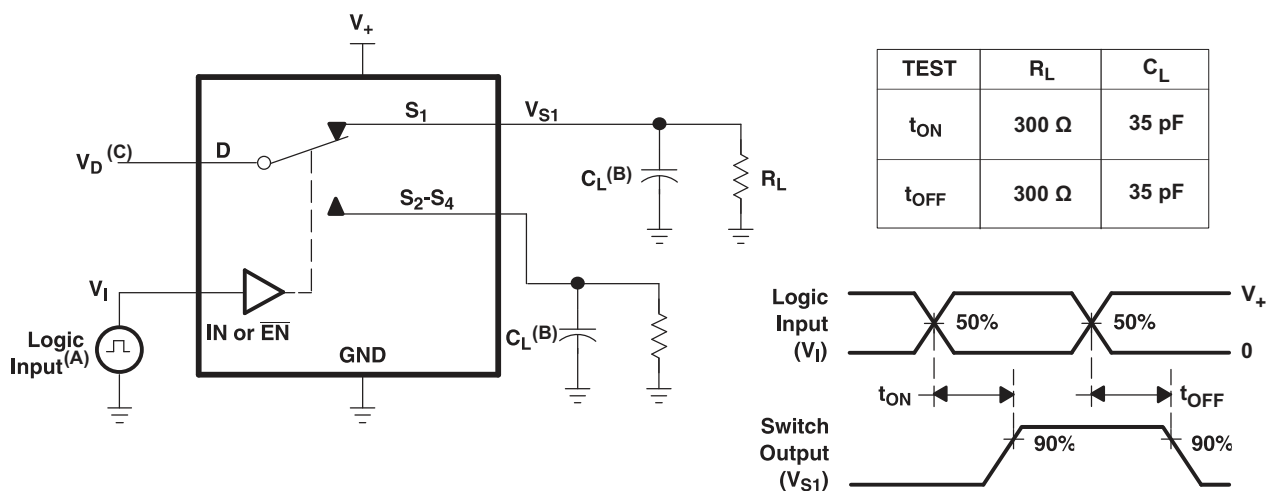 V+
S1
VS1
D
VD (C)
CL(B)
RL
S2-S4
VI
IN or E̅N̅
CL(B)
Logic
Input(A)
GND
TEST RL CL
tON 300 Ω 35 pF
tOFF 300 Ω 35 pF
Logic
Input
(VI)
50%
50%
V+
0
tON
tOFF
Switch
Output
(VS1)
90%
90%